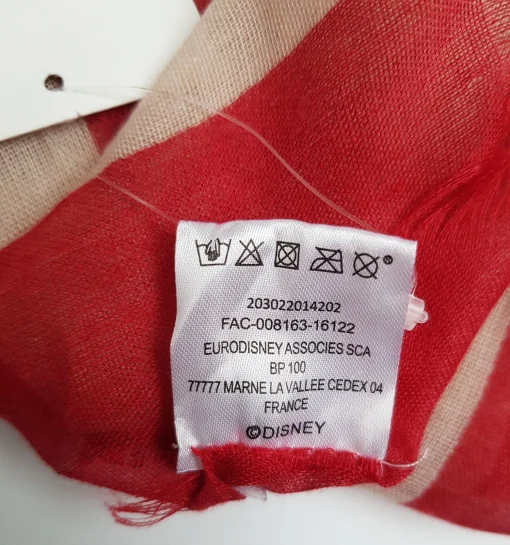 203022014202
FAC-008163-16122
EURODISNEY ASSOCIES SCA
BP 100
77777 MARNE LA VALLEE CEDEX 04
FRANCE
©DISNEY